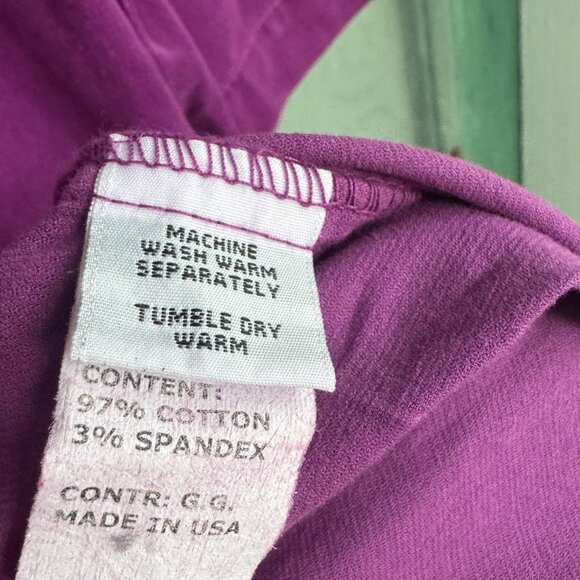 MACHINE
WASH WARM
SEPARATELY
TUMBLE DRY
WARM
CONTENT:
97% COTTON
3% SPANDEX
CONTR: G.G.
MADE IN USA